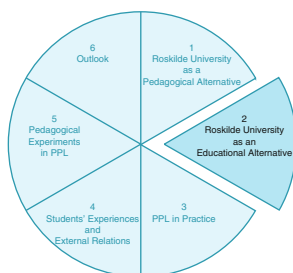 1
Roskilde University
as a
Pedagogical Alternative
2
Roskilde University
as an
Educational Alternative
3
PPL in Practice
4
Students' Experiences
and
External Relations
5
Pedagogical
Experiments
in PPL
6
Outlook